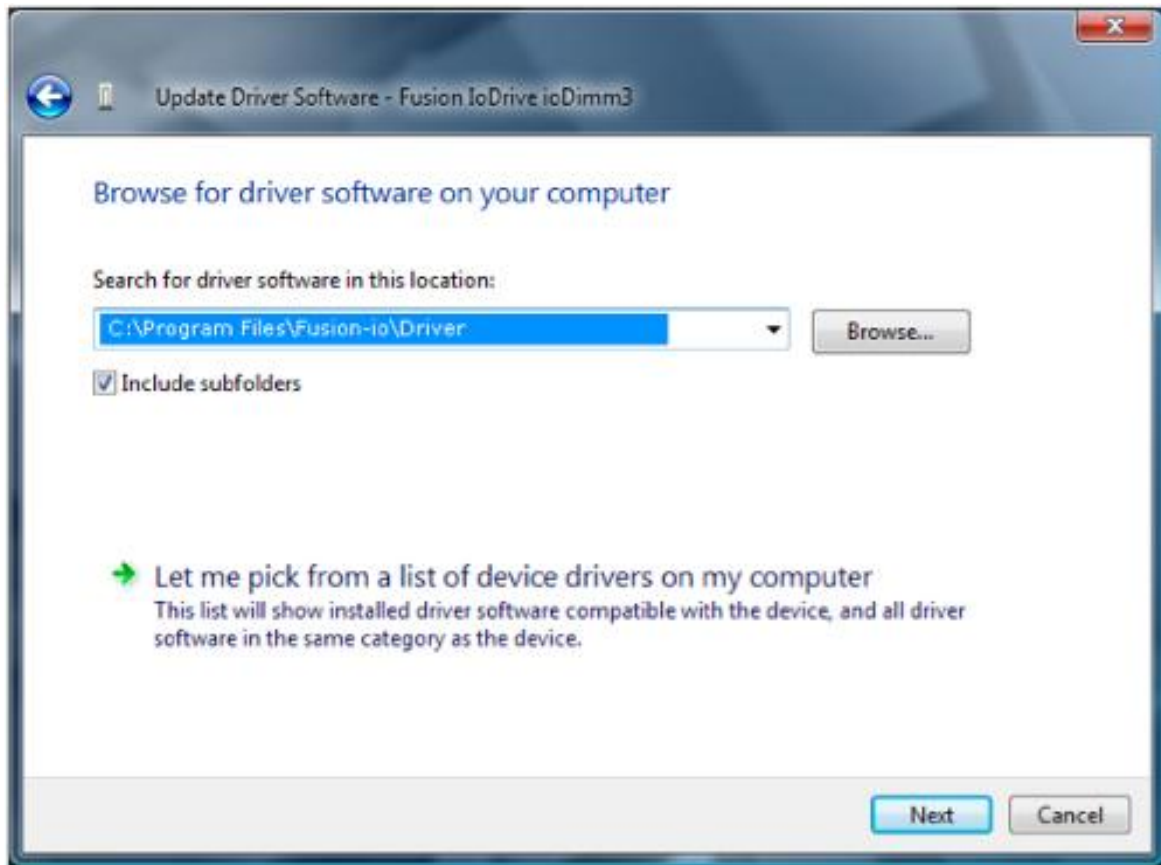 Update Driver Software - Fusion IoDrive ioDimm3
Browse for driver software on your computer
Search for driver software in this location:
C:\Program Files\Fusion-io\Driver
Browse...
Include subfolders
Let me pick from a list of device drivers on my computer
This list will show installed driver software compatible with the device, and all driver
software in the same category as the device.
Next
Cancel